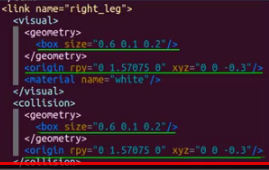 <link name="right_leg">
<visual>
<geometry>
<box size="0.6 0.1 0.2"/>
</geometry>
<origin rpy="0 1.57075 0" xyz="0 0 -0.3"/>
<material name="white"/>
</visual>
<collision>
<geometry>
<box size="0.6 0.1 0.2"/>
</geometry>
<origin rpy="0 1.57075 0" xyz="0 0 -0.3"/>
</collision>